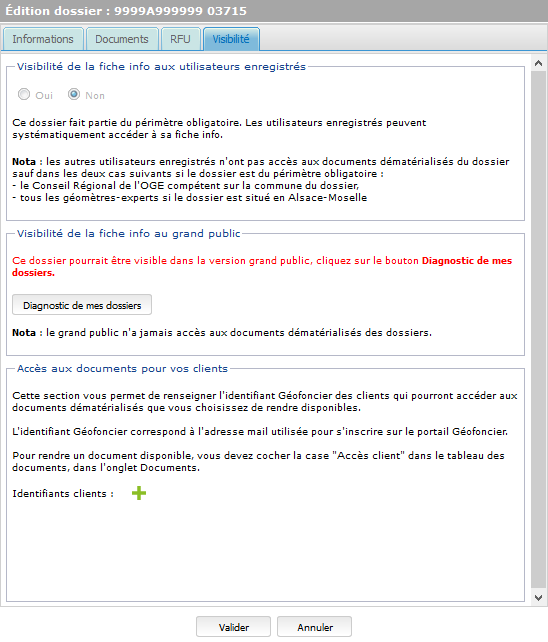 Édition dossier : 9999A999999 03715
Informations Documents RFU Visibilité
Visibilité de la fiche info aux utilisateurs enregistrés
Oui Non
Ce dossier fait partie du périmètre obligatoire. Les utilisateurs enregistrés peuvent
systématiquement accéder à sa fiche info.
Nota : les autres utilisateurs enregistrés n'ont pas accès aux documents dématérialisés du dossier
sauf dans les deux cas suivants si le dossier est du périmètre obligatoire :
- le Conseil Régional de l'OGE compétent sur la commune du dossier,
- tous les géomètres-experts si le dossier est situé en Alsace-Moselle
Visibilité de la fiche info au grand public
Ce dossier pourrait être visible dans la version grand public, cliquez sur le bouton Diagnostic de mes
dossiers.
Diagnostic de mes dossiers
Nota : le grand public n'a jamais accès aux documents dématérialisés des dossiers.
Accès aux documents pour vos clients
Cette section vous permet de renseigner l'identifiant Géofoncier des clients qui pourront accéder aux
documents dématérialisés que vous choisissez de rendre disponibles.
L'identifiant Géofoncier correspond à l'adresse mail utilisée pour s'inscrire sur le portail Géofoncier.
Pour rendre un document disponible, vous devez cocher la case "Accès client" dans le tableau des
documents, dans l'onglet Documents.
Identifiants clients :
Valider Annuler